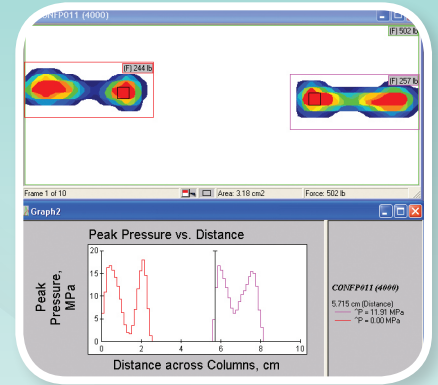 CONFP011 (4000)
[F] 502 lb
[F] 244 lb
[F] 257 lb
Frame 1 of 10
Area: 3.18 cm2
Force: 502 lb
Graph2
Peak Pressure vs. Distance
Peak
Pressure,
MPa
20
15
10
5
0
0 2 4 6 8 10
Distance across Columns, cm
CONFP011 (4000)
5.715 cm (Distance)
^P = 11.91 MPa
^P = 0.00 MPa